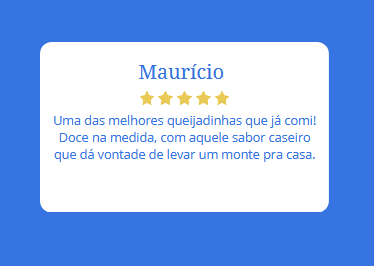 Maurício
Uma das melhores queijadinhas que já comi!
Doce na medida, com aquele sabor caseiro
que dá vontade de levar um monte pra casa.